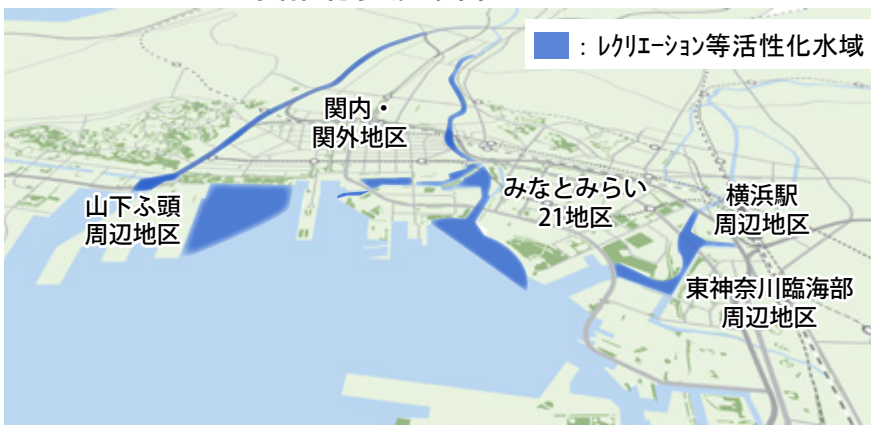 ：ﾚｸﾘｴｰｼｮﾝ等活性化水域
関内・
関外地区
みなとみらい
21地区
横浜駅
周辺地区
山下ふ頭
周辺地区
東神奈川臨海部
周辺地区